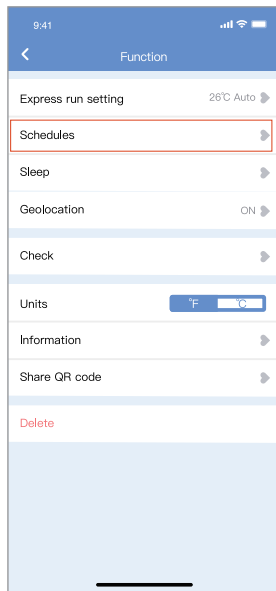 9:41
Function
Express run setting 26℃ Auto
Schedules
Sleep
Geolocation ON
Check
Units °F ℃
Information
Share QR code
Delete